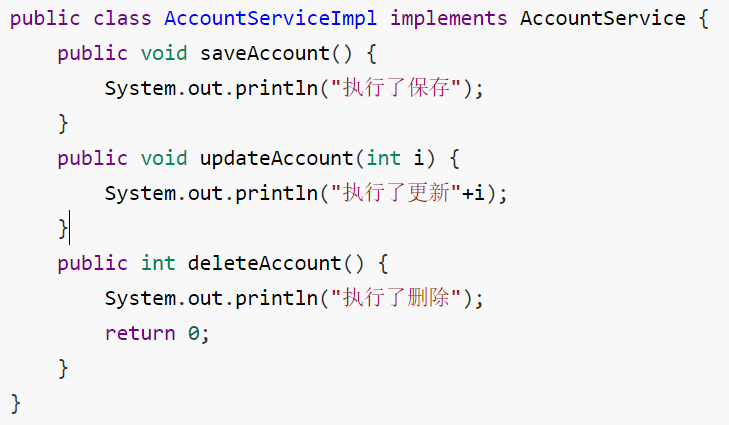 public class AccountServiceImpl implements AccountService {
    public void saveAccount() {
        System.out.println("执行了保存");
    }
    public void updateAccount(int i) {
        System.out.println("执行了更新"+i);
    }
    public int deleteAccount() {
        System.out.println("执行了删除");
        return 0;
    }
}